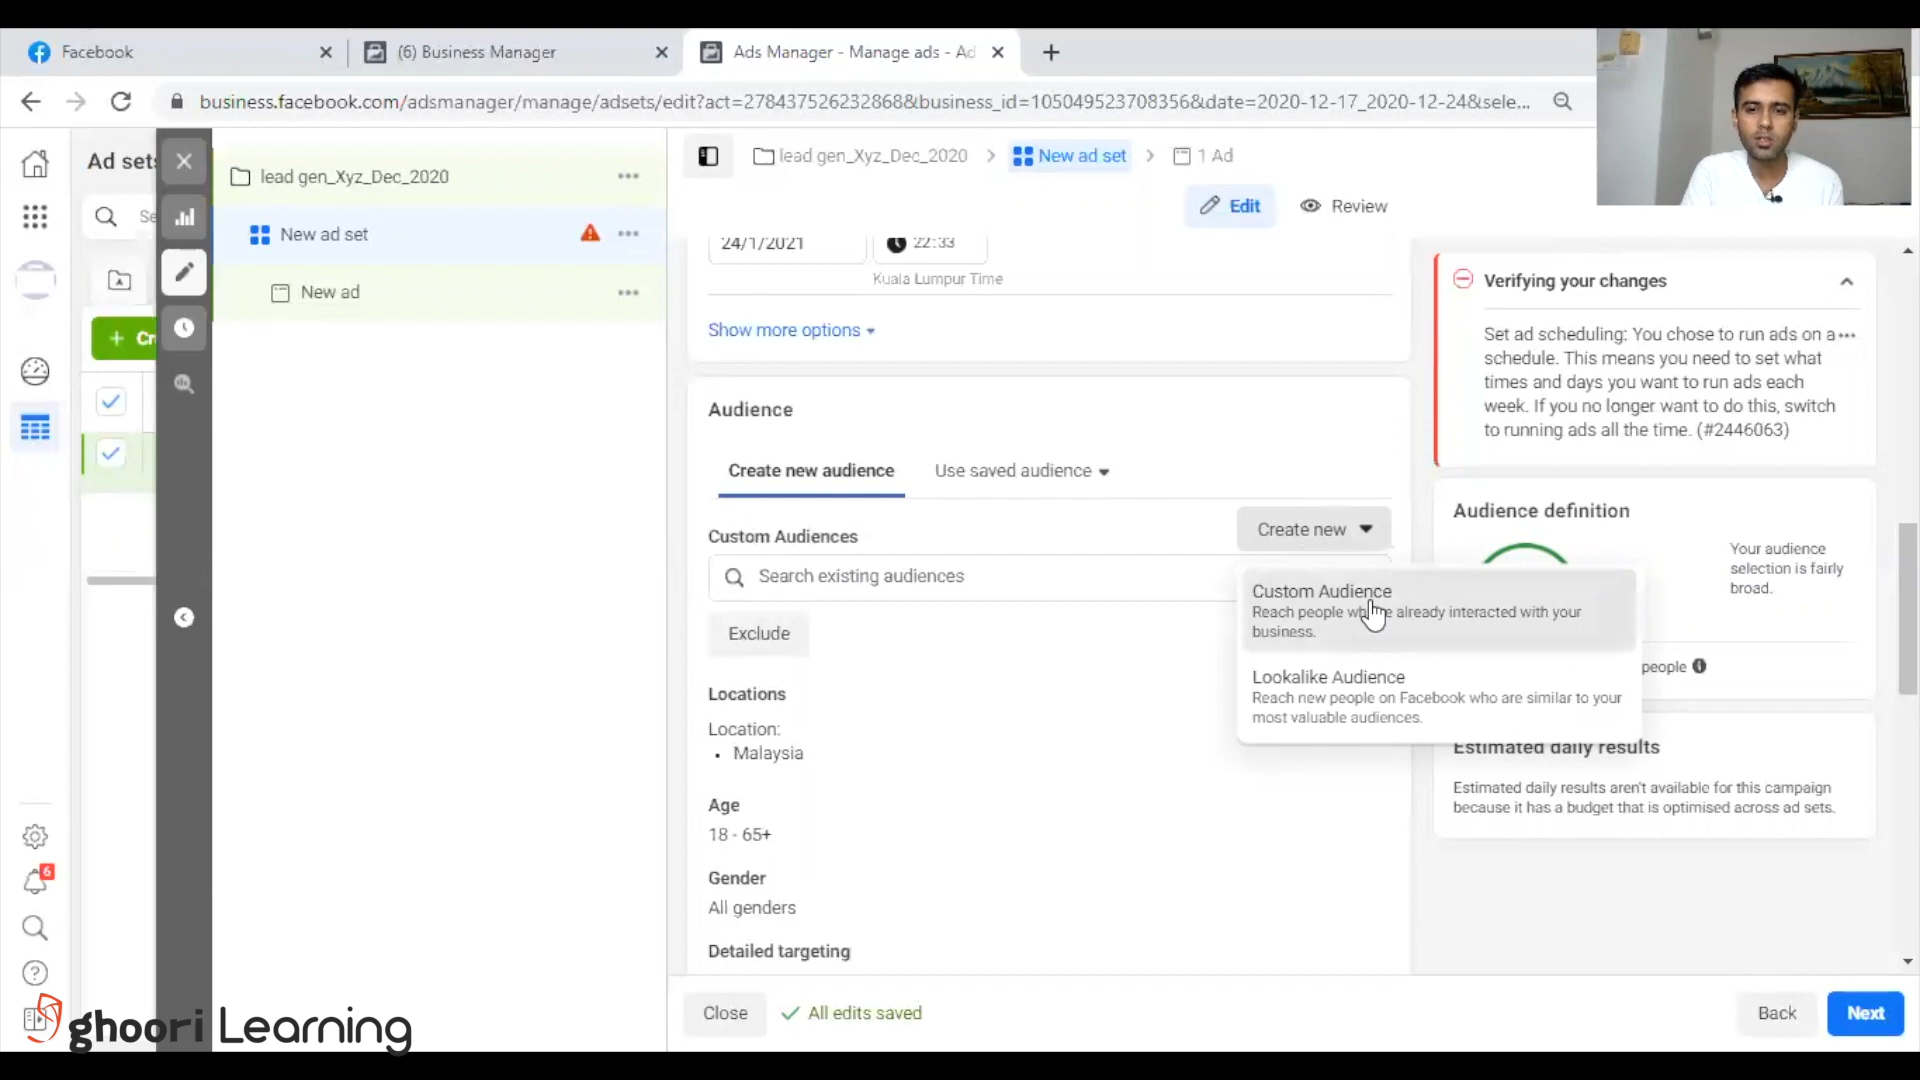 Facebook
(6) Business Manager
Ads Manager - Manage ads - Ad
business.facebook.com/adsmanager/manage/adsets/edit?act=278437526232868&business_id=105049523708356&date=2020-12-17_2020-12-24&sele...
Ad sets
lead gen_Xyz_Dec_2020
New ad set
New ad
Se
+ Cr
6
lead gen_Xyz_Dec_2020
New ad set
1 Ad
Edit
Review
24/1/2021
22:33
Kuala Lumpur Time
Show more options
Audience
Create new audience
Use saved audience
Custom Audiences
Create new
Search existing audiences
Custom Audience
Reach people who've already interacted with your
business.
Lookalike Audience
Reach new people on Facebook who are similar to your
most valuable audiences.
Exclude
Locations
Location:
• Malaysia
Age
18 - 65+
Gender
All genders
Detailed targeting
Verifying your changes
Set ad scheduling: You chose to run ads on a
schedule. This means you need to set what
times and days you want to run ads each
week. If you no longer want to do this, switch
to running ads all the time. (#2446063)
Audience definition
Your audience
selection is fairly
broad.
people
Estimated daily results
Estimated daily results aren't available for this campaign
because it has a budget that is optimised across ad sets.
Close
All edits saved
Back
Next
ghoori Learning